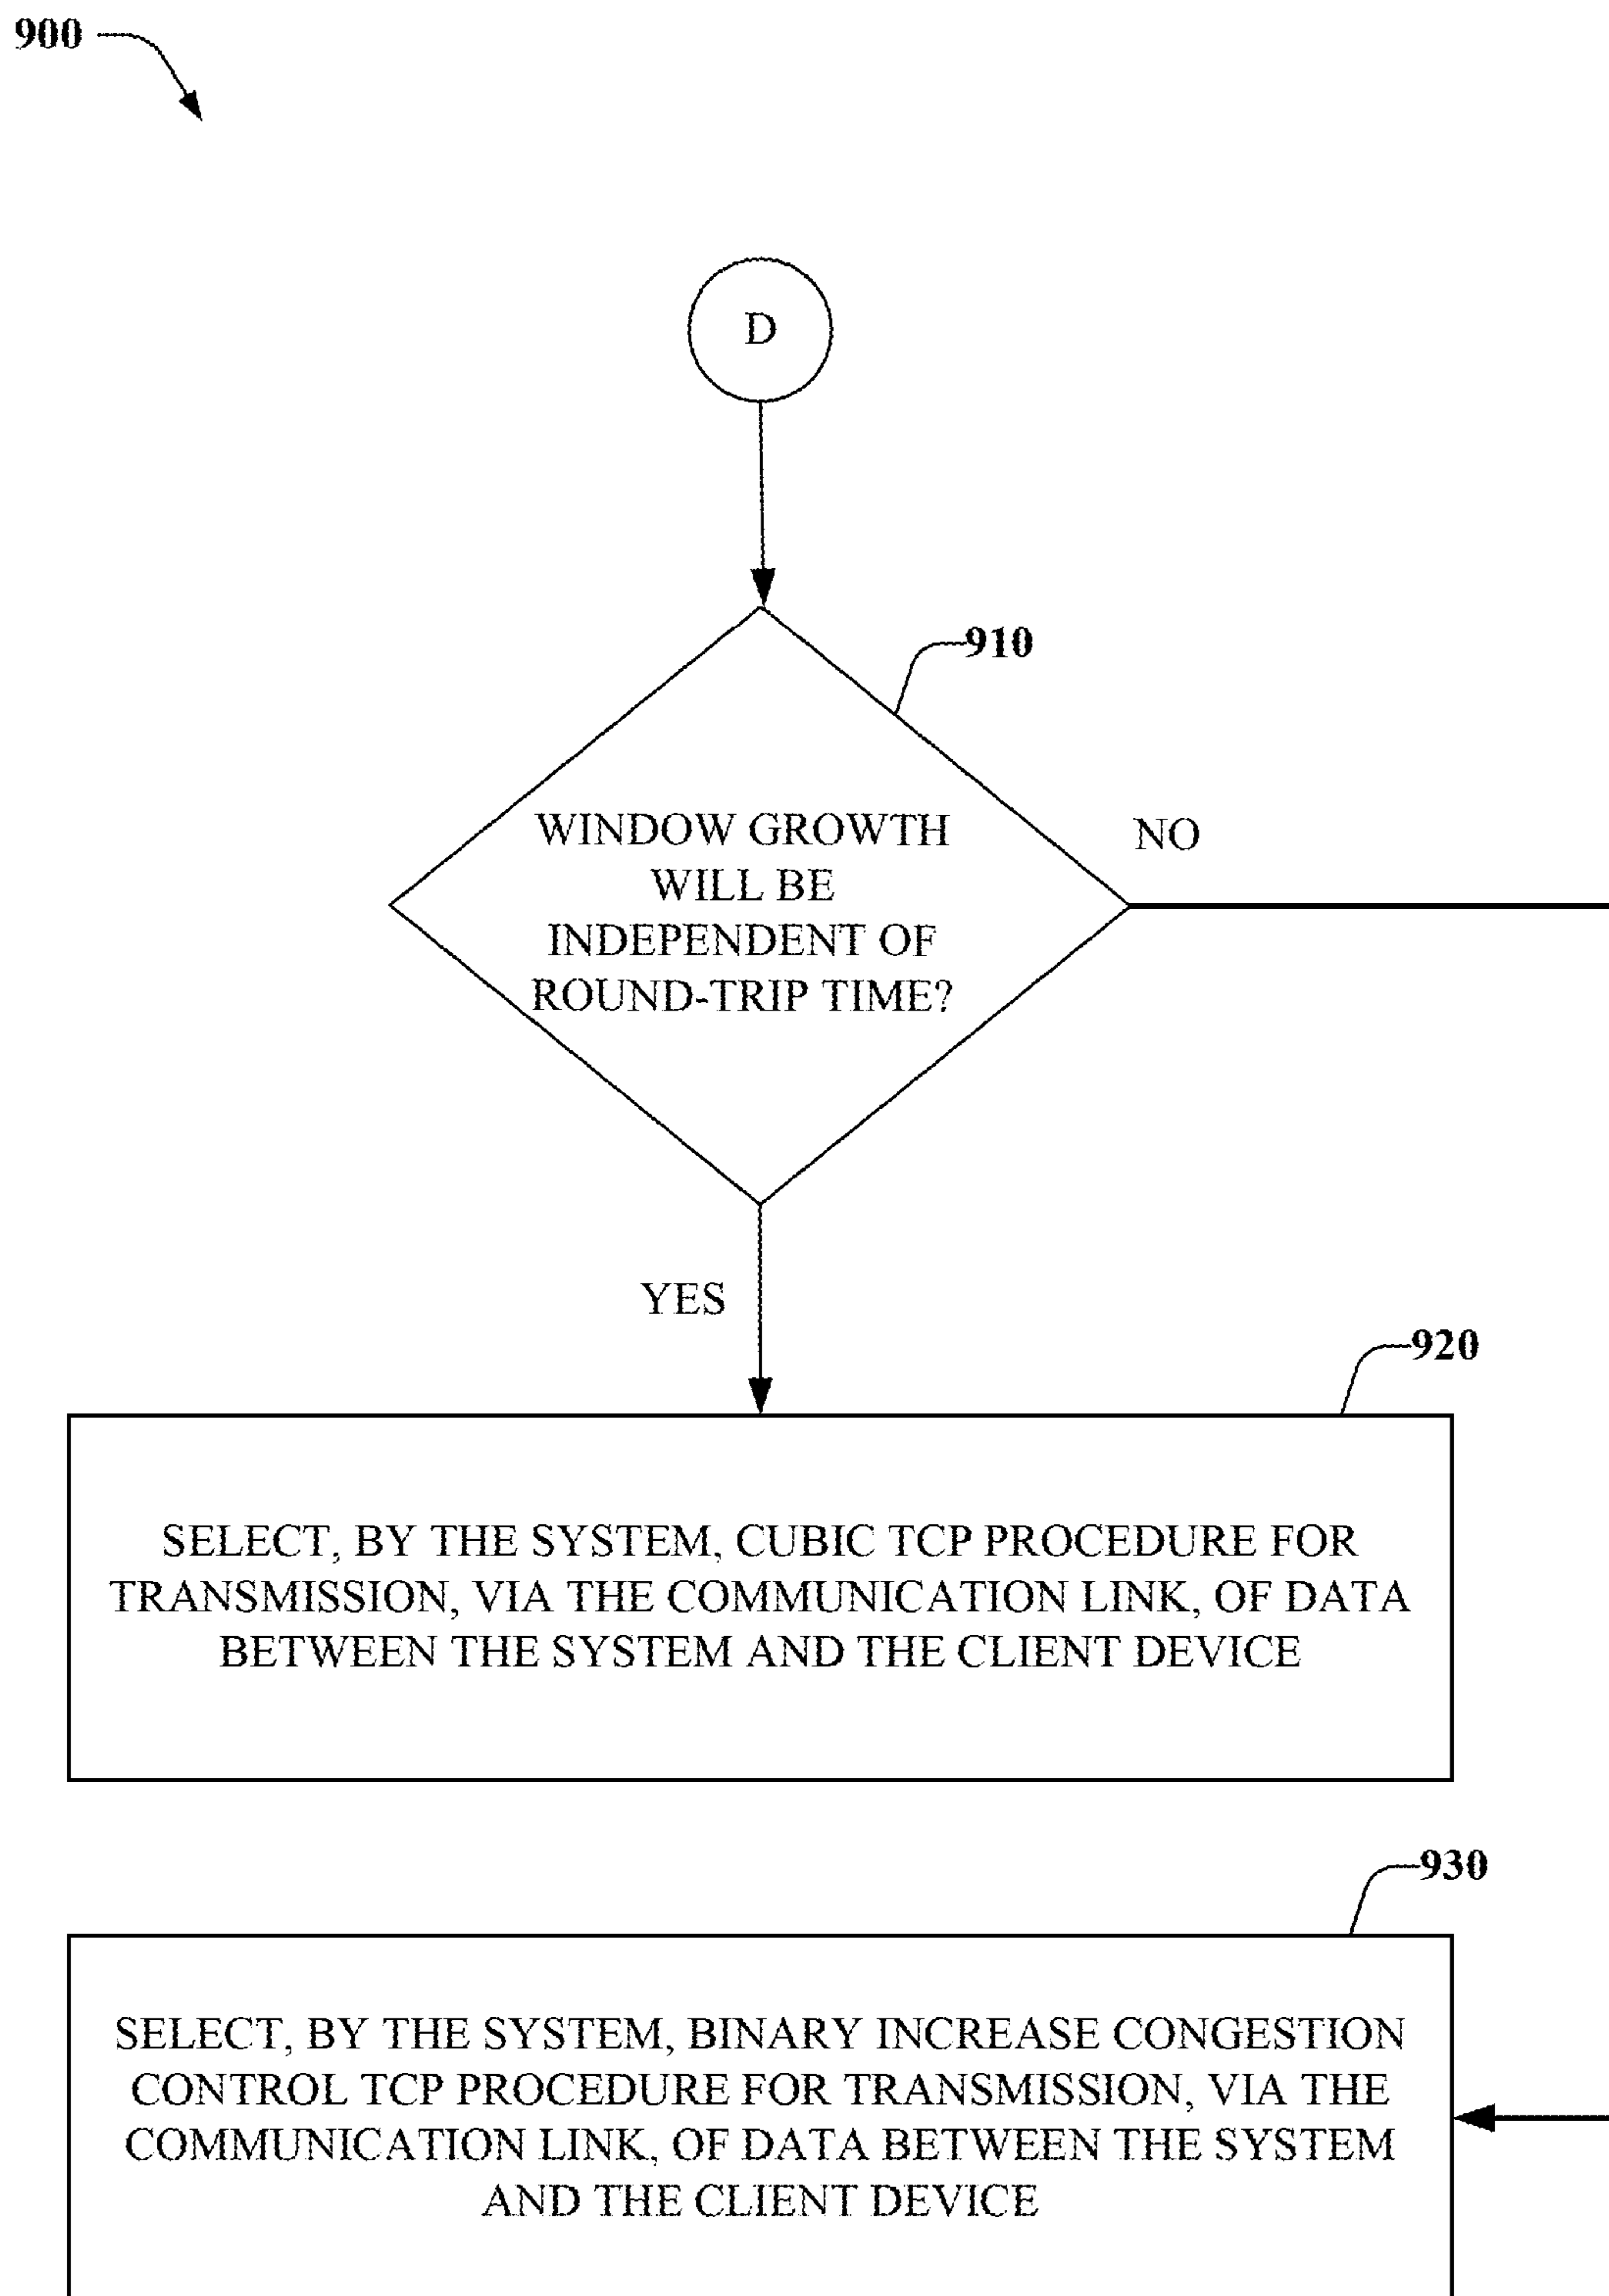 900
D
910
WINDOW GROWTH
WILL BE
INDEPENDENT OF
ROUND-TRIP TIME?
NO
YES
920
SELECT, BY THE SYSTEM, CUBIC TCP PROCEDURE FOR
TRANSMISSION, VIA THE COMMUNICATION LINK, OF DATA
BETWEEN THE SYSTEM AND THE CLIENT DEVICE
930
SELECT, BY THE SYSTEM, BINARY INCREASE CONGESTION
CONTROL TCP PROCEDURE FOR TRANSMISSION, VIA THE
COMMUNICATION LINK, OF DATA BETWEEN THE SYSTEM
AND THE CLIENT DEVICE